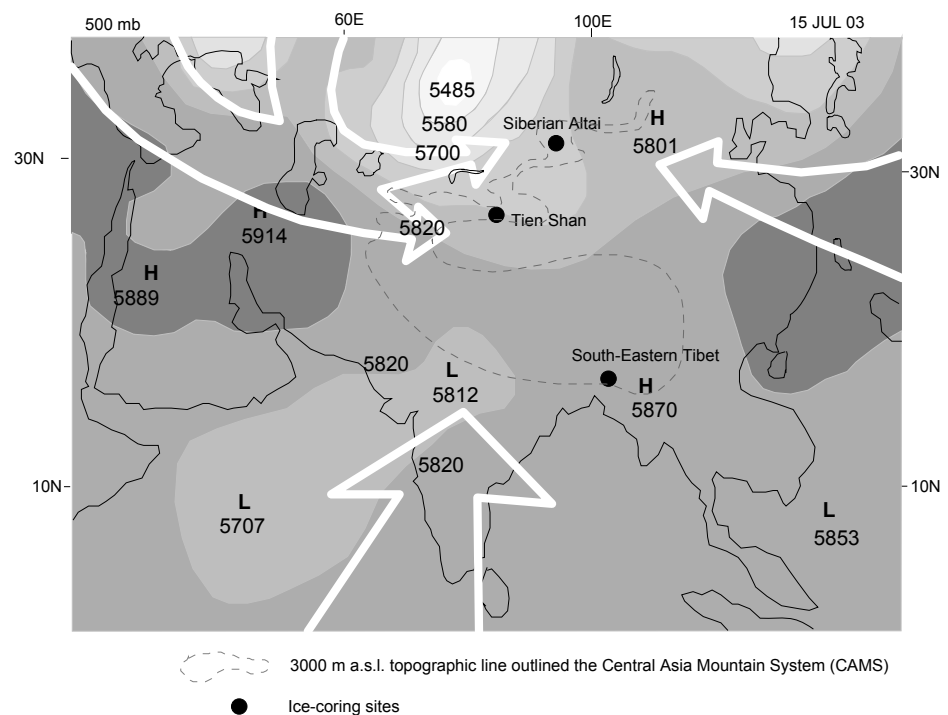 500 mb
60E
100E
15 JUL 03
5485
5580
Siberian Altai
H
5801
5700
30N
30N
H
5914
5820
Tien Shan
H
5889
5820
L
5812
South-Eastern Tibet
H
5870
5820
10N
10N
L
5707
L
5853
3000 m a.s.l. topographic line outlined the Central Asia Mountain System (CAMS)
Ice-coring sites